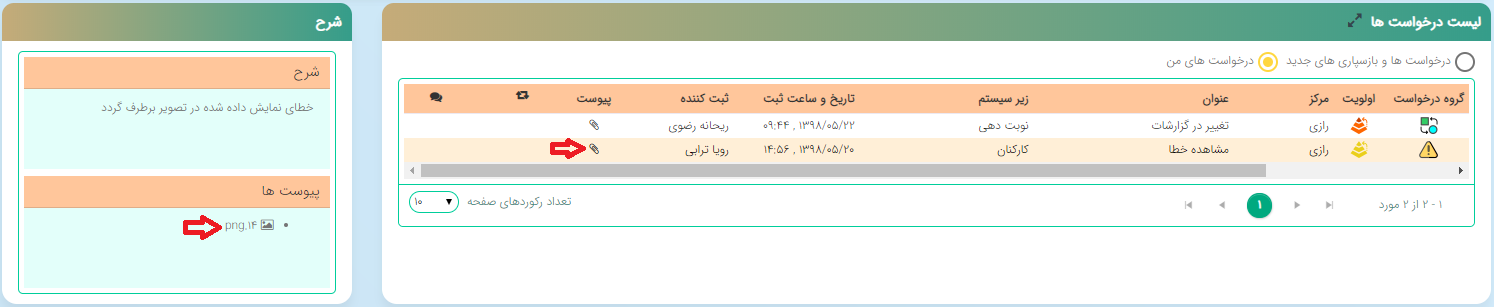 لیست درخواست ها
درخواست ها و بازسپاری های جدید درخواست های من
گروه درخواست اولویت مرکز عنوان زیر سیستم تاریخ و ساعت ثبت ثبت کننده پیوست
رازی تغییر در گزارشات نوبت دهی ۱۳۹۸/۰۵/۲۲ , ۰۹:۴۴ ریحانه رضوی
رازی مشاهده خطا کارکنان ۱۳۹۸/۰۵/۲۰ , ۱۴:۵۶ رویا ترابی
۱ - ۲ از ۲ مورد ۱ تعداد رکوردهای صفحه ۱۰
شرح
شرح
خطای نمایش داده شده در تصویر برطرف گردد
پیوست ها
۱۴.png